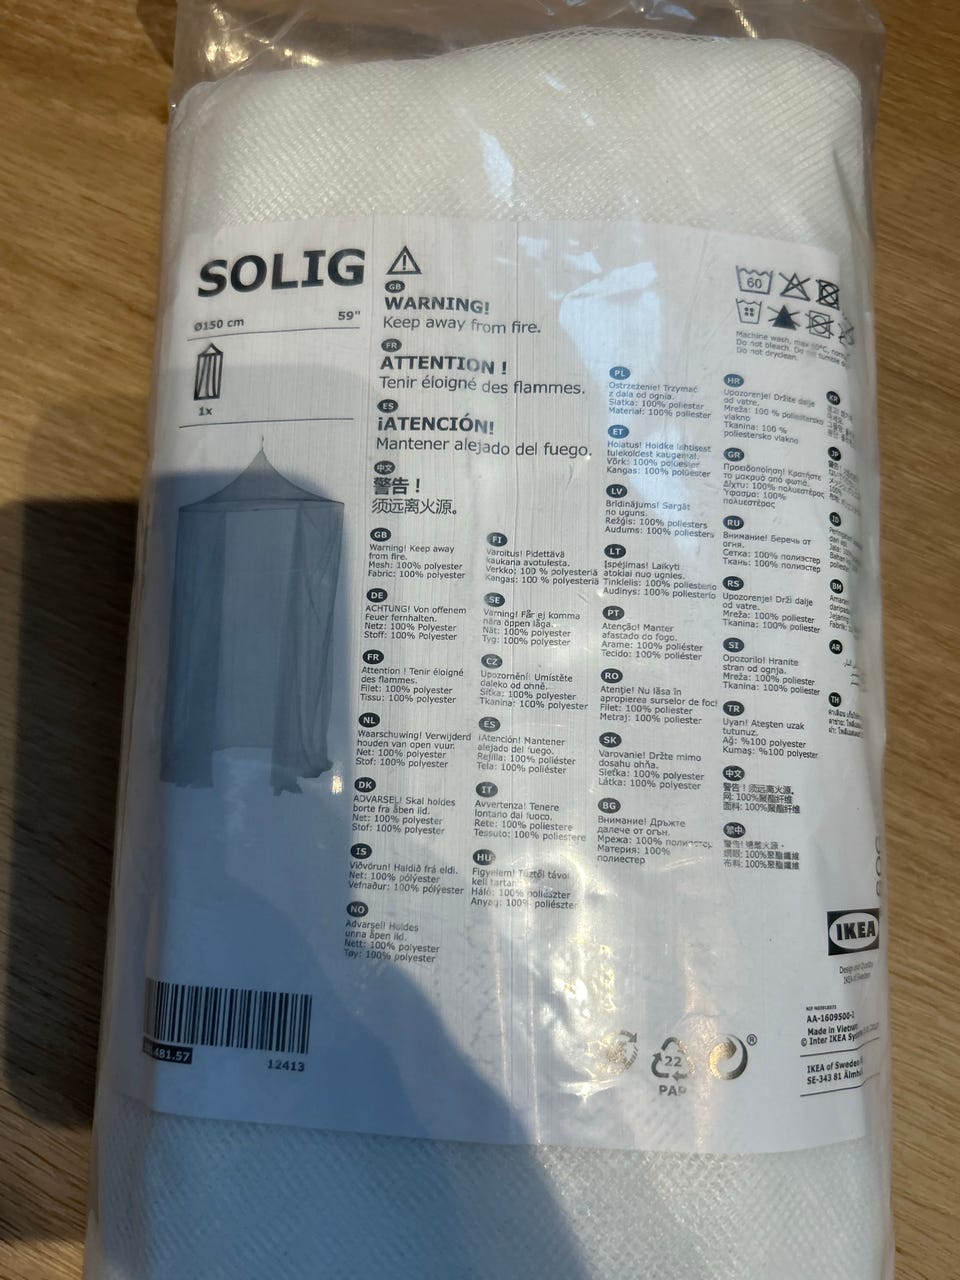 SOLIG
Ø150 cm 59"
1x
GB
WARNING!
Keep away from fire.
FR
ATTENTION !
Tenir éloigné des flammes.
ES
¡ATENCIÓN!
Mantener alejado del fuego.
中文
警告！
须远离火源。
GB
Warning! Keep away
from fire.
Mesh: 100% polyester
Fabric: 100% polyester
DE
ACHTUNG! Von offenem
Feuer fernhalten.
Netz: 100% Polyester
Stoff: 100% Polyester
FR
Attention ! Tenir éloigné
des flammes.
Filet: 100% polyester
Tissu: 100% polyester
NL
Waarschuwing! Verwijderd
houden van open vuur.
Net: 100% polyester
Stof: 100% polyester
DK
ADVARSEL! Skal holdes
borte fra åben ild.
Net: 100% polyester
Stof: 100% polyester
IS
Viðvörun! Haldið frá eldi.
Net: 100% pólýester
Vefnaður: 100% pólýester
NO
Advarsel! Holdes
unna åpen ild.
Nett: 100% polyester
Tøy: 100% polyester
FI
Varoitus! Pidettävä
kaukana avotulesta.
Verkko: 100 % polyesteriä
Kangas: 100 % polyesteriä
SE
Varning! Får ej komma
nära öppen låga.
Nät: 100% polyester
Tyg: 100% polyester
CZ
Upozornění! Umístěte
daleko od ohně.
Síťka: 100% polyester
Tkanina: 100% polyester
ES
¡Atención! Mantener
alejado del fuego.
Rejilla: 100% poliéster
Tela: 100% poliéster
IT
Avvertenza! Tenere
lontano dal fuoco.
Rete: 100% poliestere
Tessuto: 100% poliestere
HU
Figyelem! Tűztől távol
kell tartani.
Háló: 100% poliészter
Anyag: 100% poliészter
PL
Ostrzeżenie! Trzymać
z dala od ognia.
Siatka: 100% poliester
Materiał: 100% poliester
ET
Hoiatus! Hoidke lahtisest
tulekoldest kaugemal.
Võrk: 100% polüester
Kangas: 100% polüester
LV
Brīdinājums! Sargāt
no uguns.
Režģis: 100% poliesters
Audums: 100% poliesters
LT
Įspėjimas! Laikyti
atokiai nuo ugnies.
Tinklelis: 100% poliesterio
Audinys: 100% poliesterio
PT
Atenção! Manter
afastado do fogo.
Arame: 100% poliéster
Tecido: 100% poliéster
RO
Atenţie! Nu lăsa în
apropierea surselor de foc!
Filet: 100% poliester
Metraj: 100% poliester
SK
Varovanie! Držte mimo
dosahu ohňa.
Sieťka: 100% polyester
Látka: 100% polyester
BG
Внимание! Дръжте
далече от огън.
Мрежа: 100% полиестер
Материя: 100%
полиестер
60
Machine wash, max 60°C,
Do not bleach. Do not tumble
Do not dryclean.
HR
Upozorenje! Držite dalje
od vatre.
Mreža: 100 % poliestersko
vlakno
Tkanina: 100 %
poliestersko vlakno
GR
Προειδοποίηση! Κρατήστε
το μακρυά από φωτιά.
Δίχτυ: 100% πολυεστέρας
Ύφασμα: 100%
πολυεστέρας
RU
Внимание! Беречь от
огня.
Сетка: 100% полиэстер
Ткань: 100% полиэстер
RS
Upozorenje! Drži dalje
od vatre.
Mreža: 100% poliester
Tkanina: 100% poliester
SI
Opozorilo! Hranite
stran od ognja.
Mreža: 100% poliester
Tkanina: 100% poliester
TR
Uyarı! Ateşten uzak
tutunuz.
Ağ: %100 polyester
Kumaş: %100 polyester
中文
警告！须远离火源。
网: 100%聚酯纤维
面料: 100%聚酯纤维
繁中
警告! 遠離火源。
網眼: 100%聚酯纖維
布料: 100%聚酯纖維
KR
JP
ID
BM
AR
TH
IKEA
Design and Quality
IKEA of Sweden
AA-1609500-2
Made in Vietnam
© Inter IKEA
IKEA of Sweden
SE-343 81 Älmhult
481.57
12413
22
PAP
®